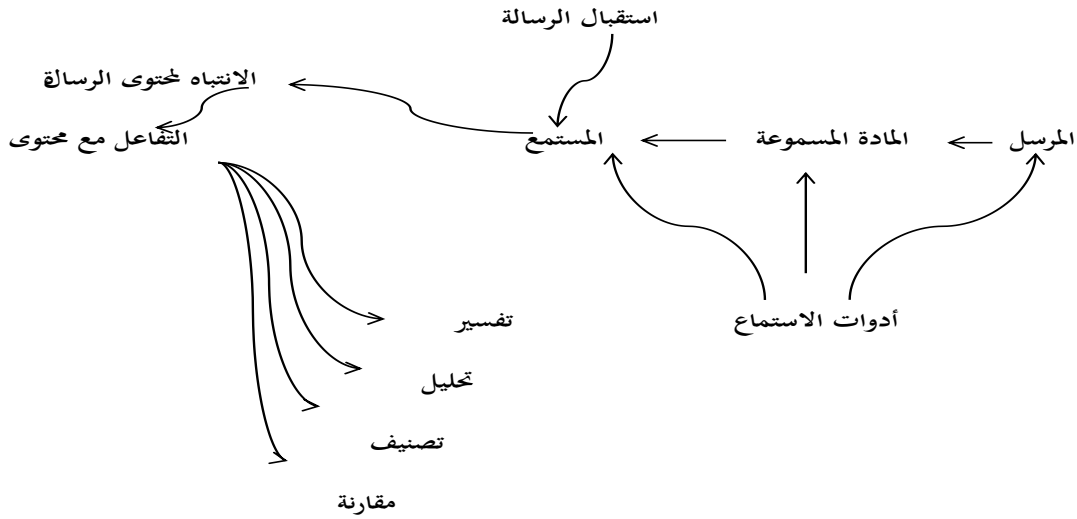 استقبال الرسالة
الانتباه لمحتوى الرسالة
المرسل
المادة المسموعة
المستمع
التفاعل مع محتوى
أدوات الاستماع
تفسير
تحليل
تصنيف
مقارنة